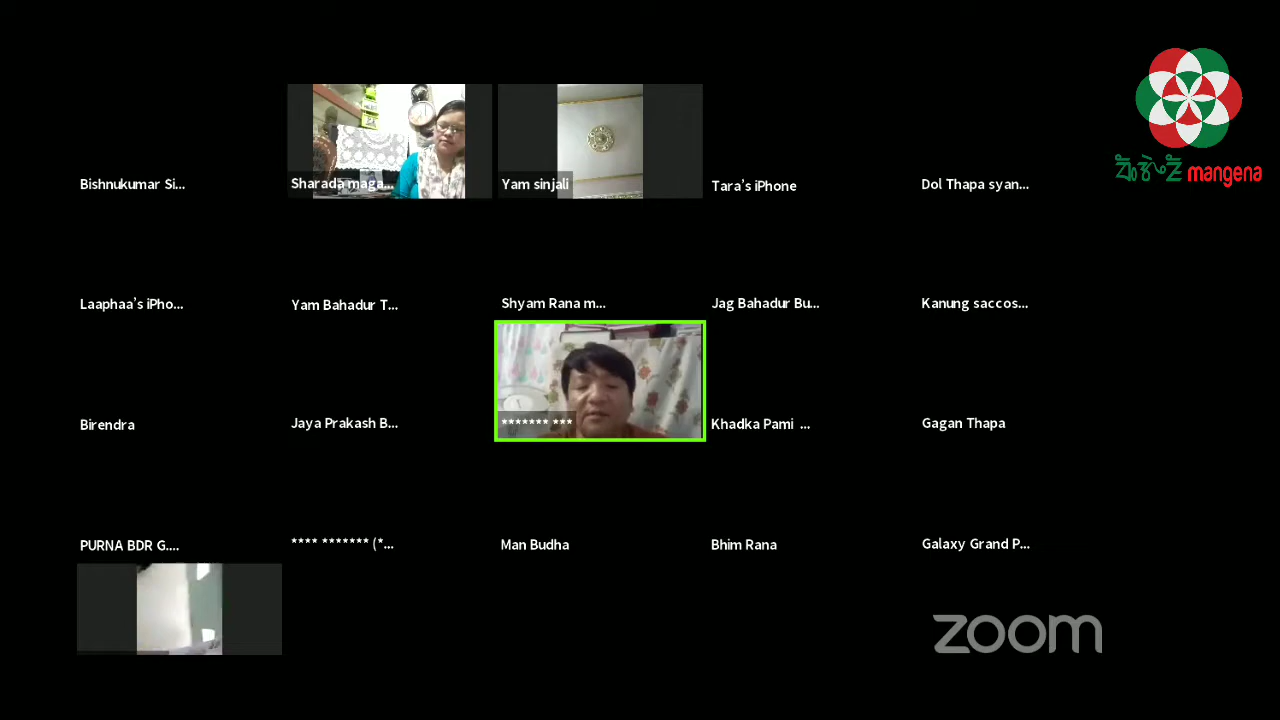 Bishnukumar Si...
Sharada maga...
Yam sinjali
Tara's iPhone
Dol Thapa syan...
mangena
Laaphaa's iPho...
Yam Bahadur T...
Shyam Rana m...
Jag Bahadur Bu...
Kanung saccos...
Birendra
Jaya Prakash B...
******* ***
Khadka Pami ...
Gagan Thapa
PURNA BDR G....
**** ******* (*...
Man Budha
Bhim Rana
Galaxy Grand P...
zoom